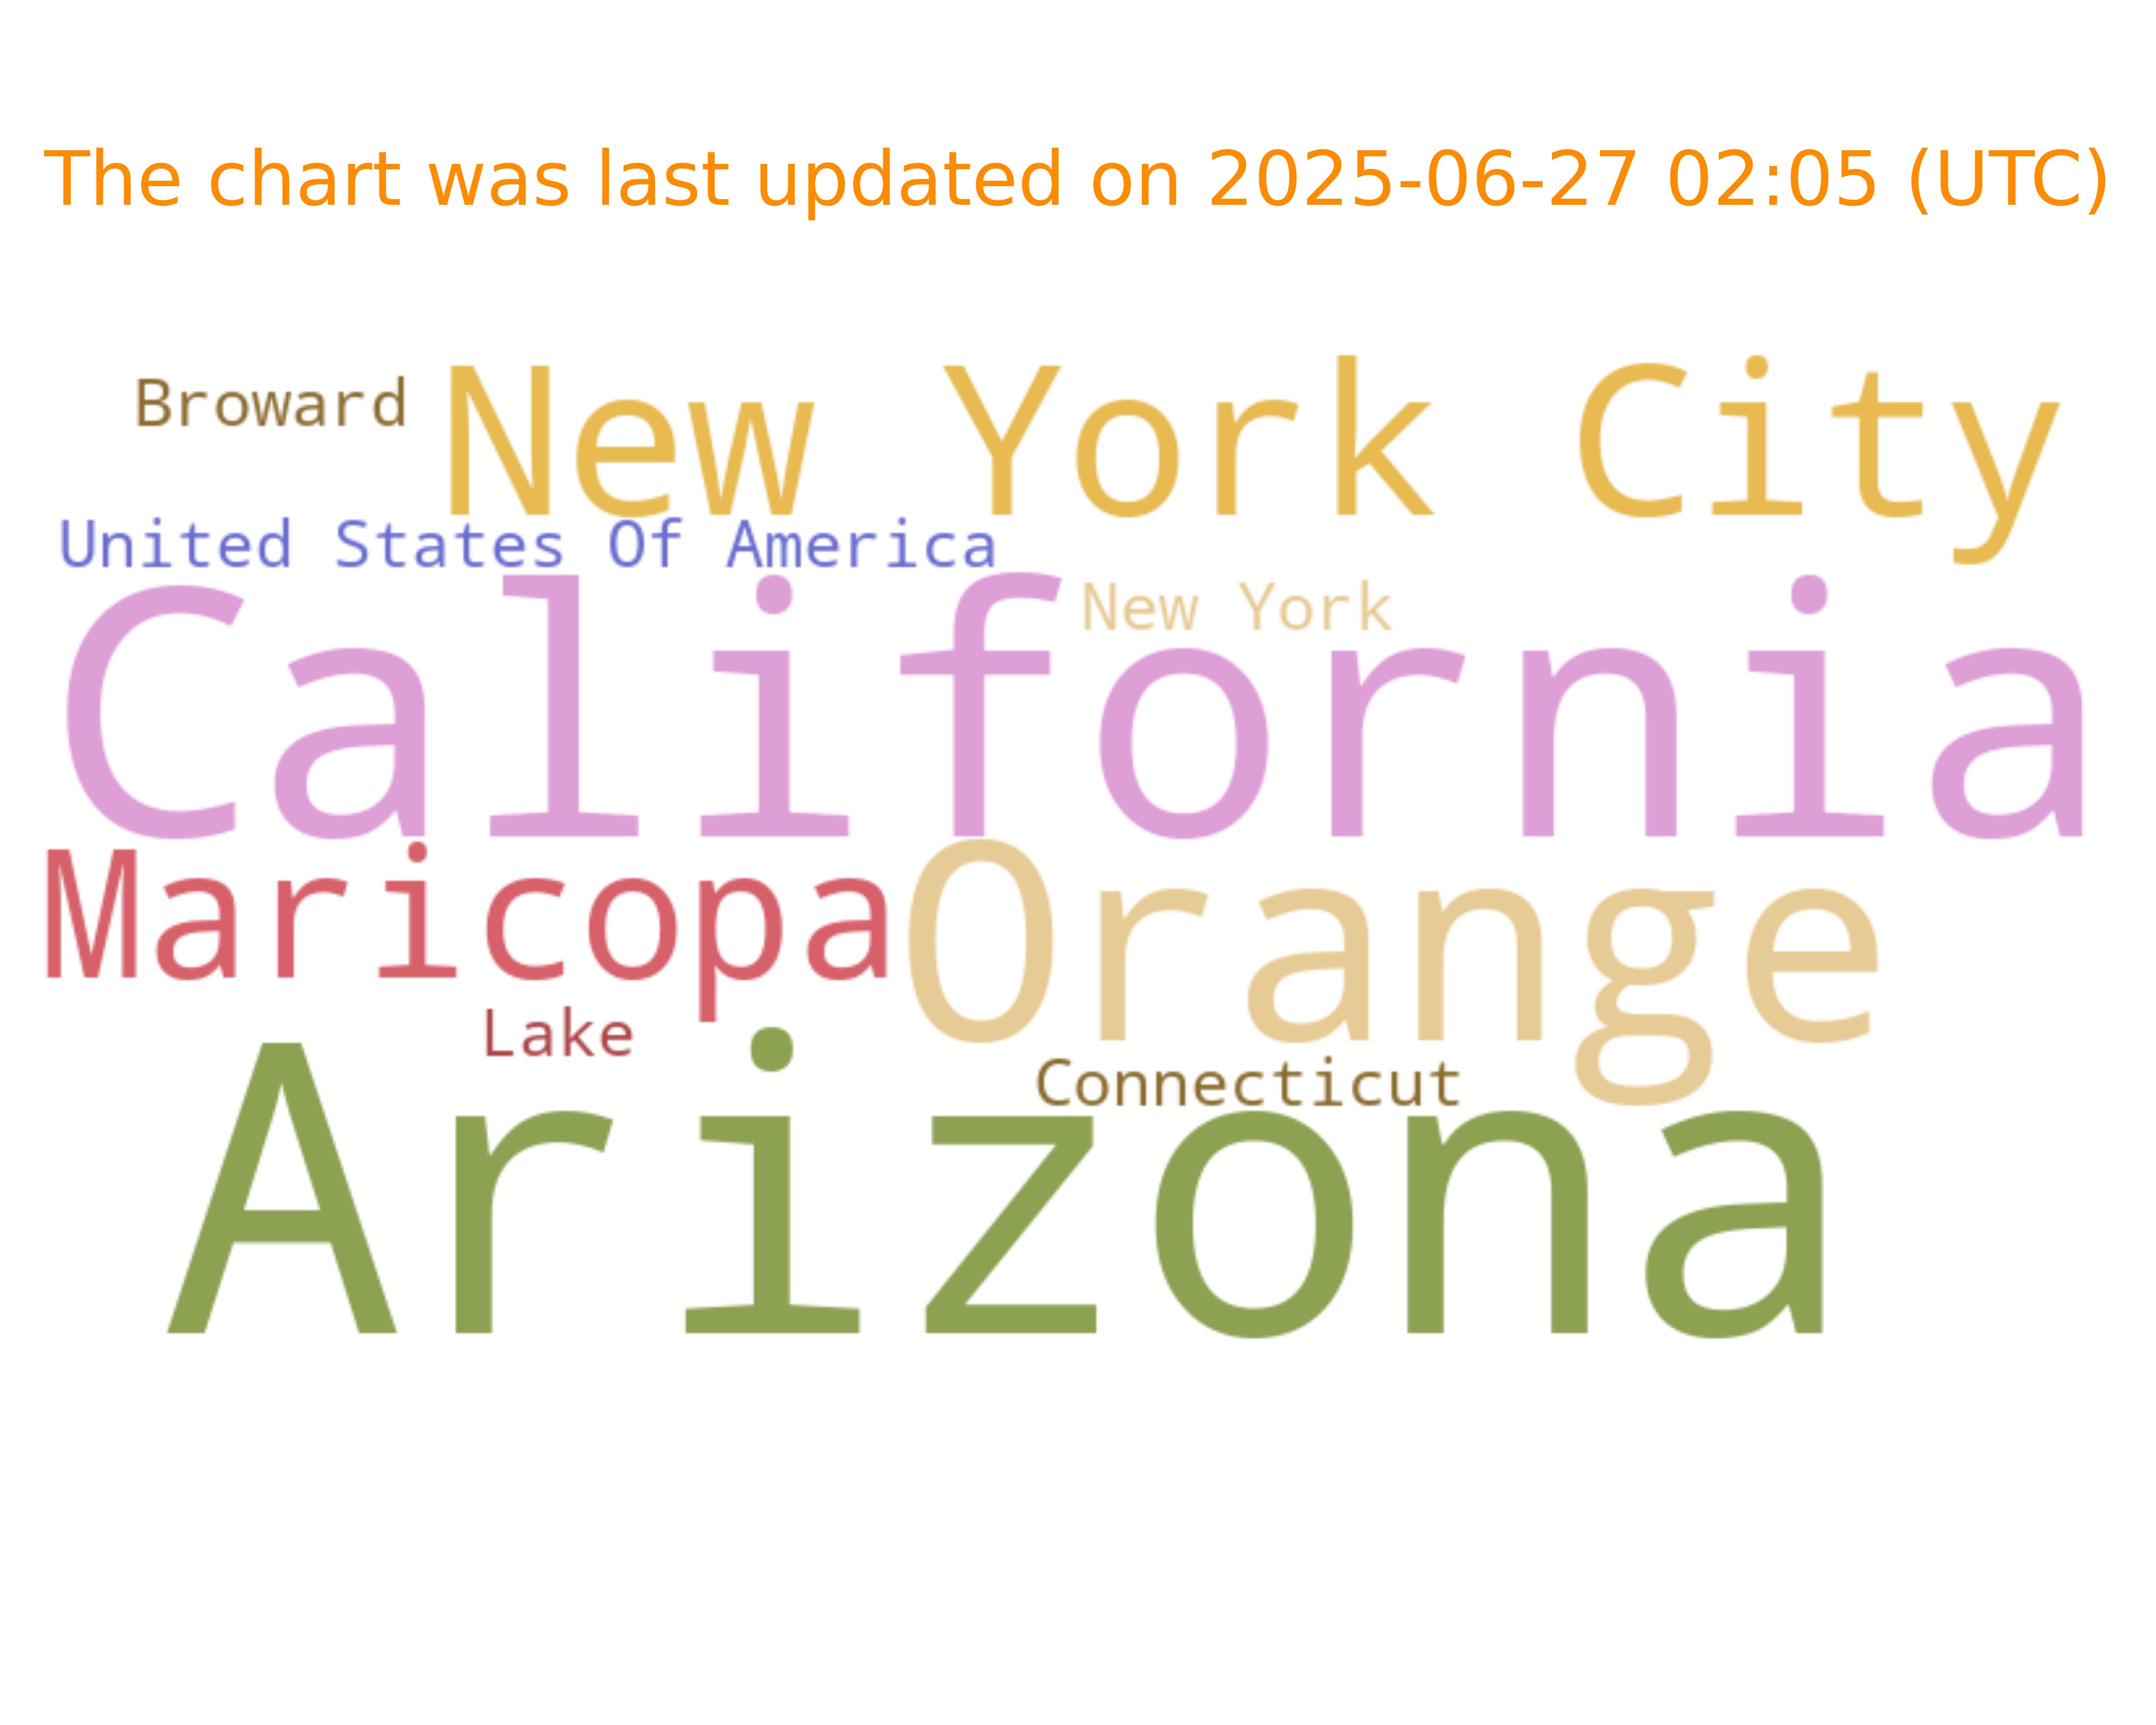 The chart was last updated on 2025-06-27 02:05 (UTC)
Broward
New York City
United States Of America
New York
California
Maricopa
Orange
Lake
Connecticut
Arizona